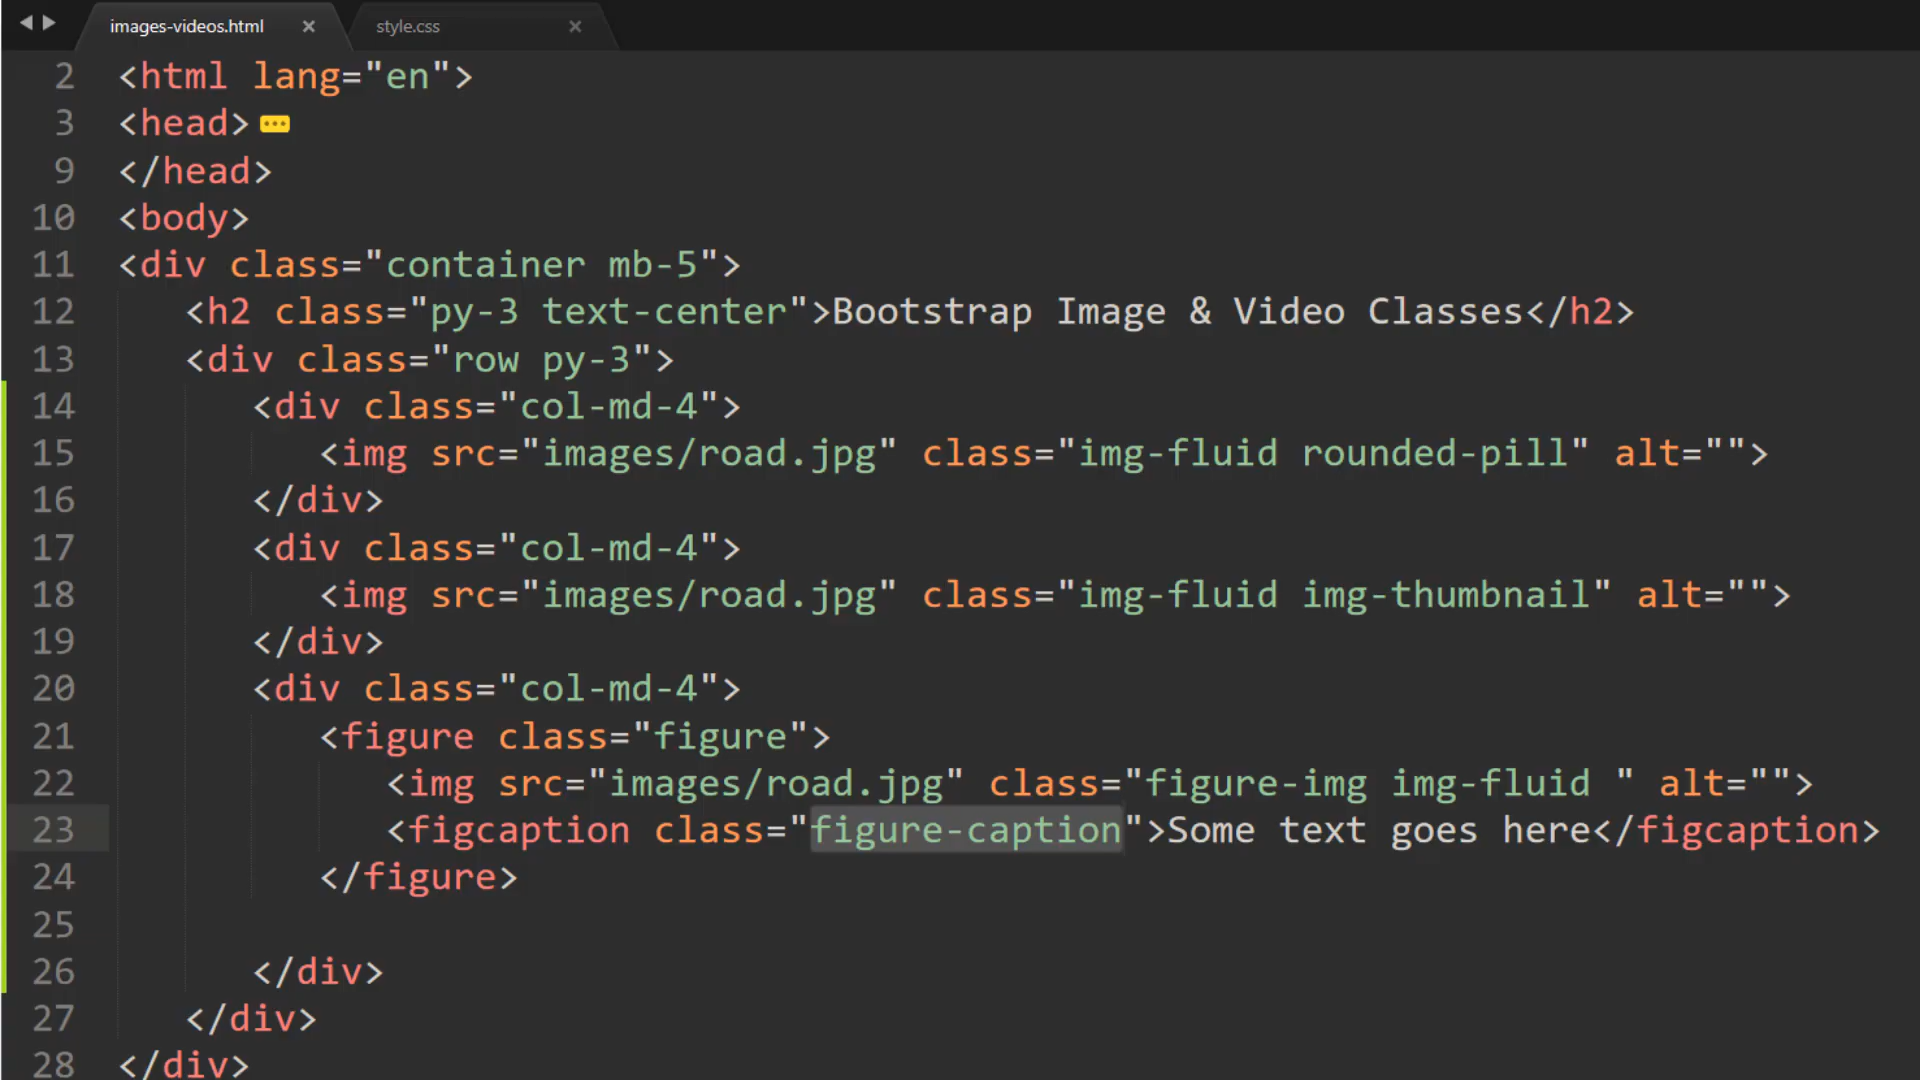 images-videos.html × style.css ×
2 <html lang="en">
3 <head>
9 </head>
10 <body>
11 <div class="container mb-5">
12 <h2 class="py-3 text-center">Bootstrap Image & Video Classes</h2>
13 <div class="row py-3">
14 <div class="col-md-4">
15 <img src="images/road.jpg" class="img-fluid rounded-pill" alt="">
16 </div>
17 <div class="col-md-4">
18 <img src="images/road.jpg" class="img-fluid img-thumbnail" alt="">
19 </div>
20 <div class="col-md-4">
21 <figure class="figure">
22 <img src="images/road.jpg" class="figure-img img-fluid " alt="">
23 <figcaption class="figure-caption">Some text goes here</figcaption>
24 </figure>
25
26 </div>
27 </div>
28 </div>